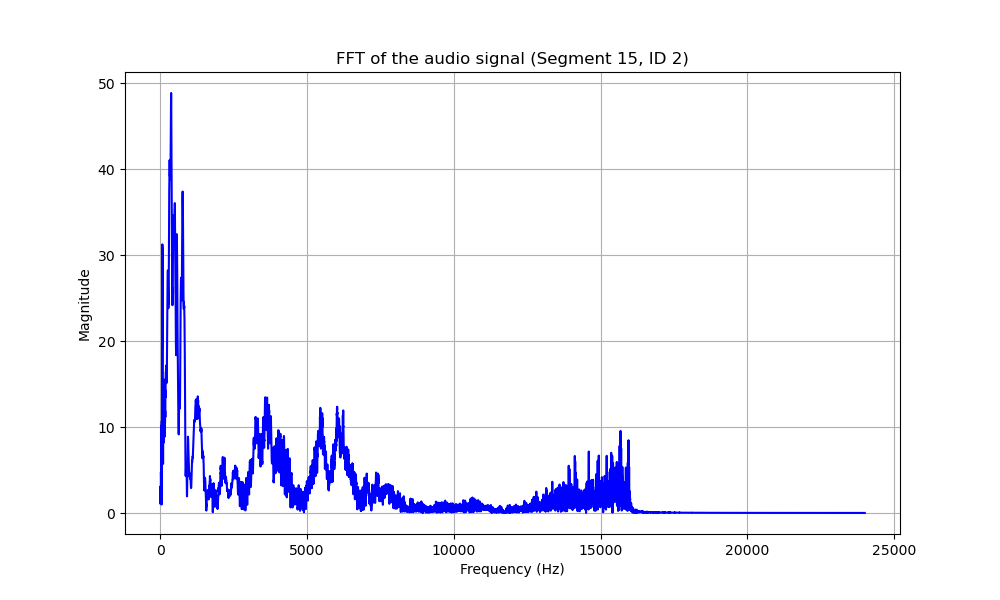 FFT of the audio signal (Segment 15, ID 2)
50
40
30
20
10
0
Magnitude
0 5000 10000 15000 20000 25000
Frequency (Hz)